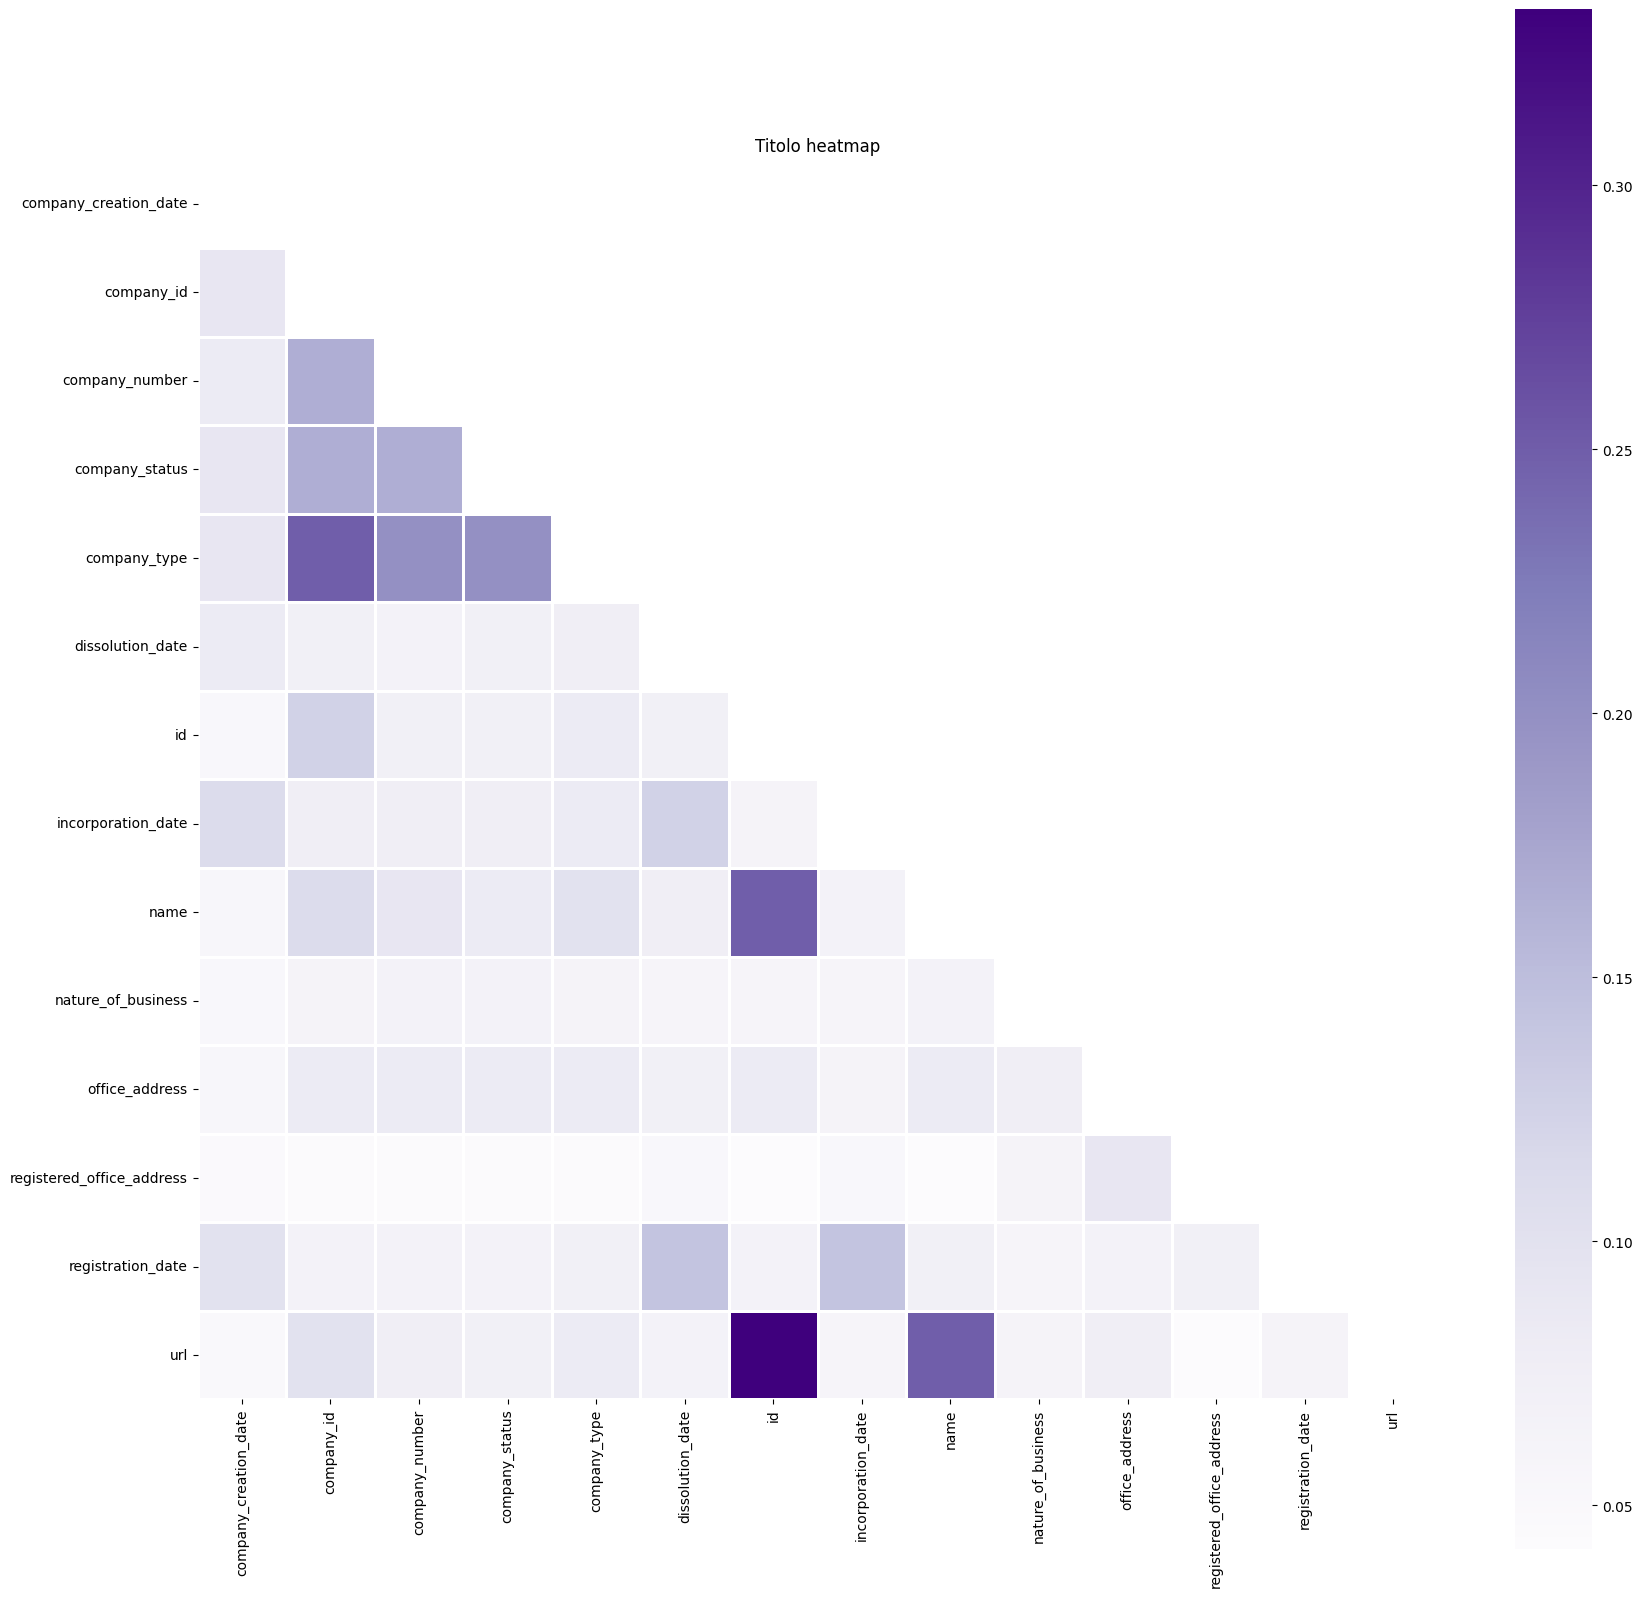 Titolo heatmap
company_creation_date
company_id
company_number
company_status
company_type
dissolution_date
id
incorporation_date
name
nature_of_business
office_address
registered_office_address
registration_date
url
company_creation_date
company_id
company_number
company_status
company_type
dissolution_date
id
incorporation_date
name
nature_of_business
office_address
registered_office_address
registration_date
url
0.30
0.25
0.20
0.15
0.10
0.05